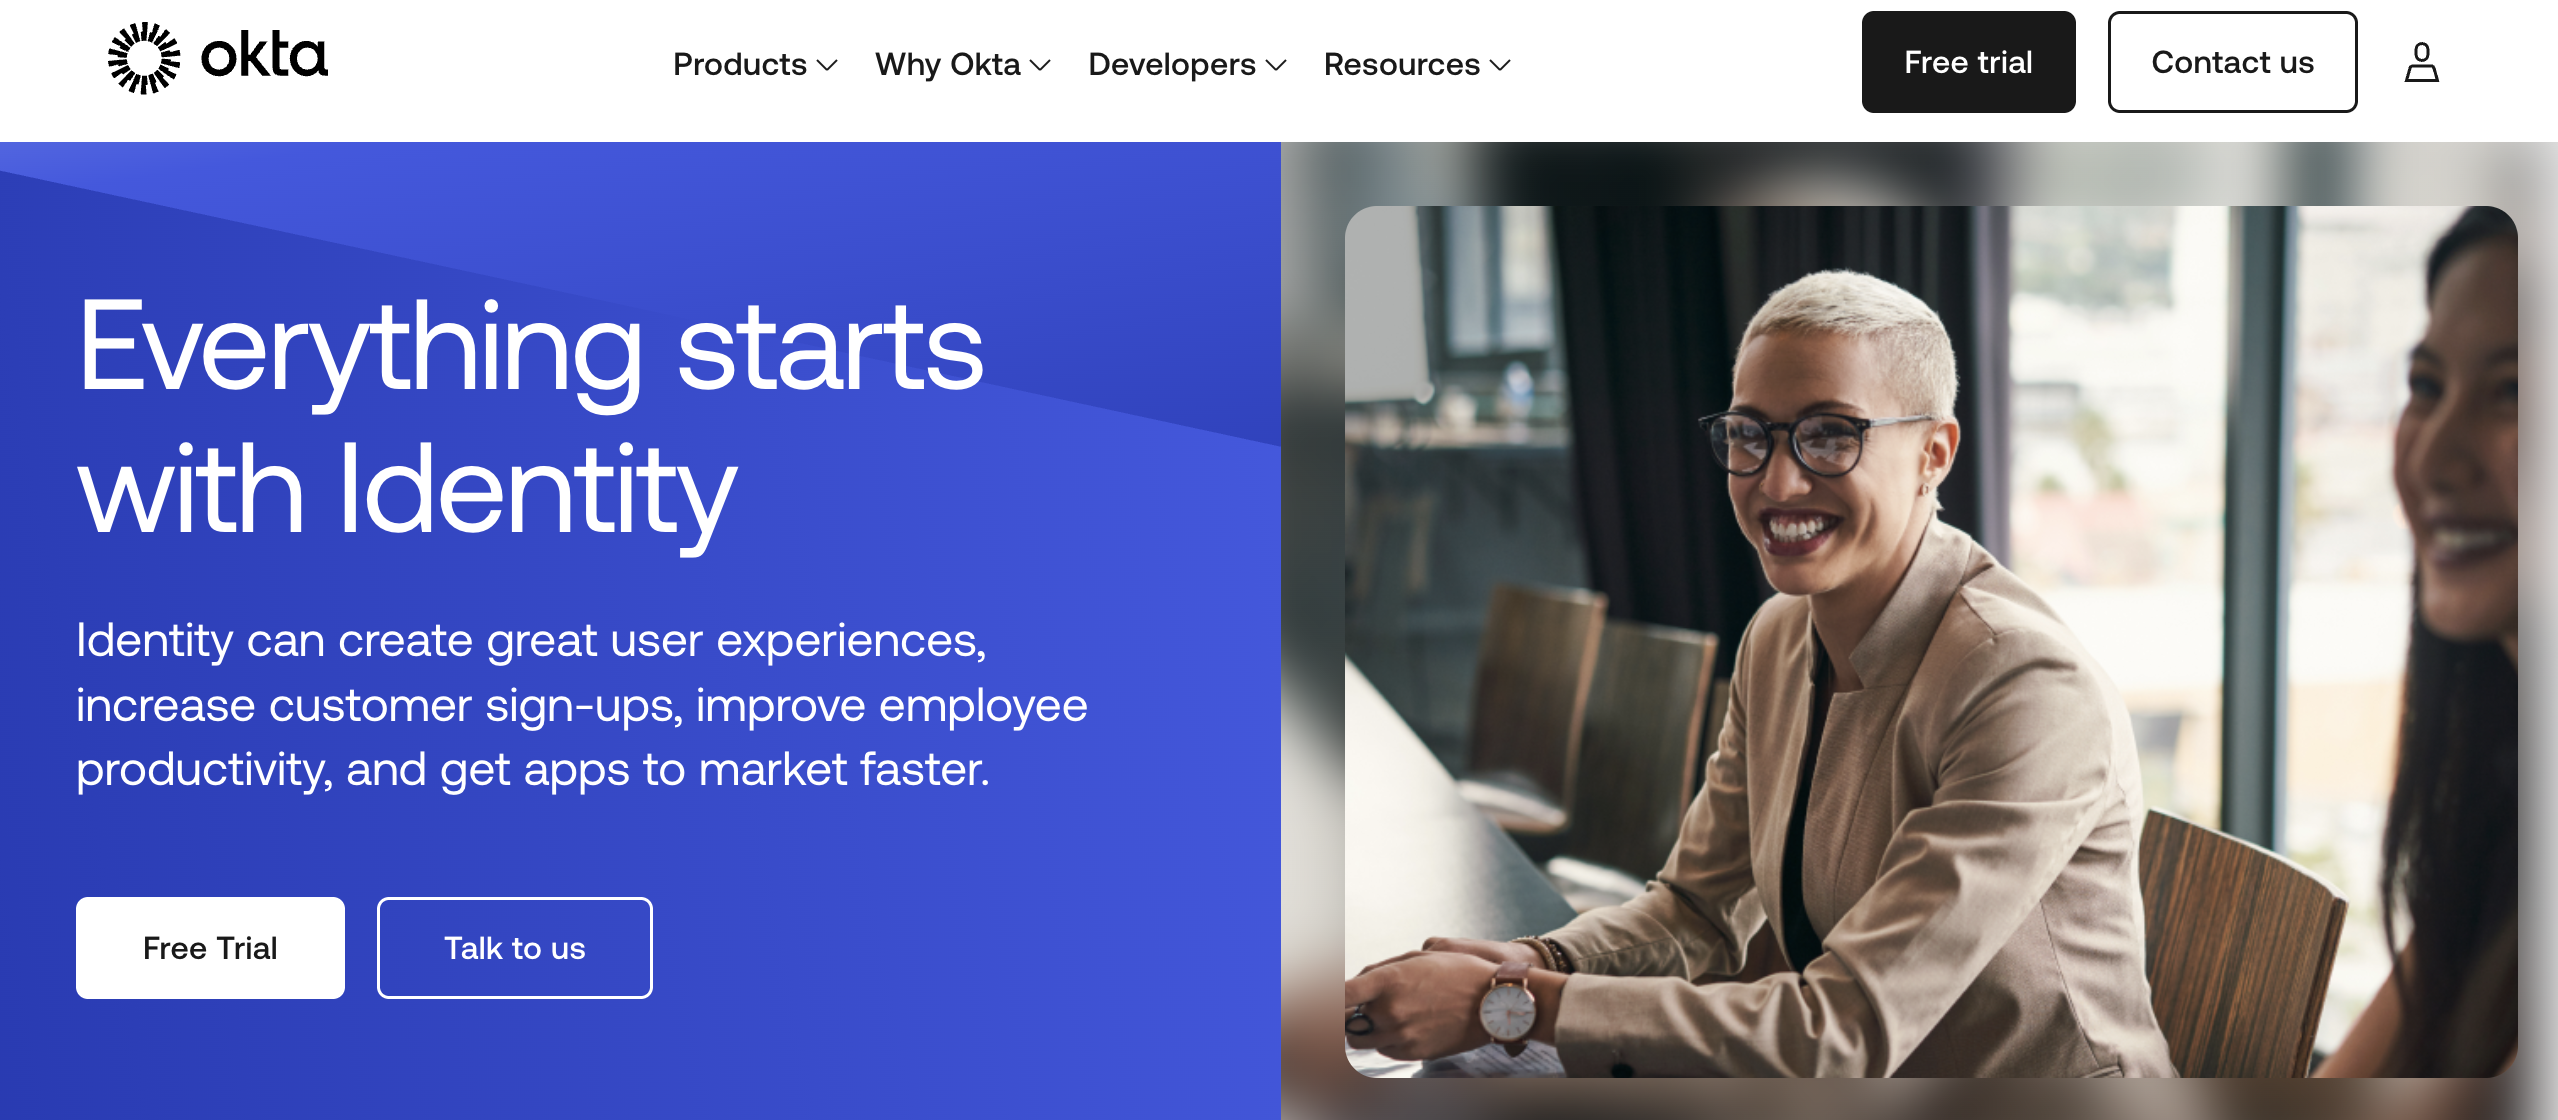 okta
Products
Why Okta
Developers
Resources
Free trial
Contact us
Everything starts
with Identity
Identity can create great user experiences,
increase customer sign-ups, improve employee
productivity, and get apps to market faster.
Free Trial
Talk to us